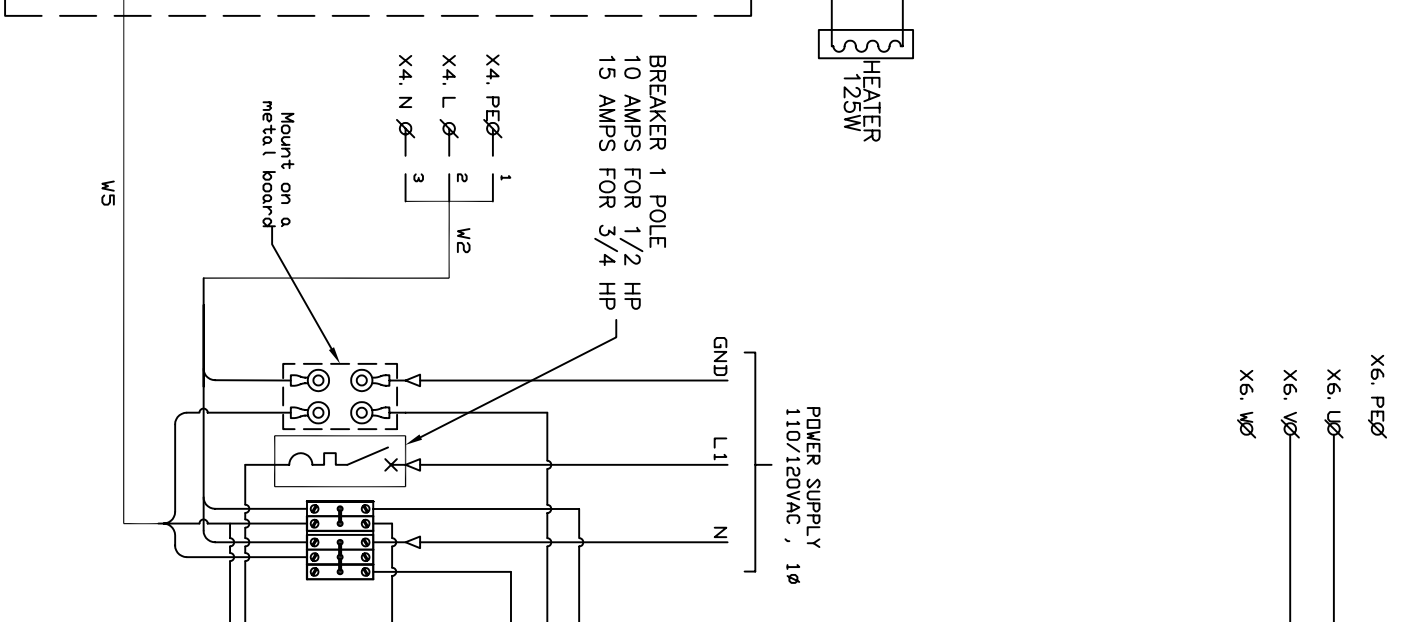 HEATER
125W
BREAKER 1 POLE
10 AMPS FOR 1/2 HP
15 AMPS FOR 3/4 HP
X4. PEØ
X4. L Ø
X4. N Ø
1
2
3
W2
Mount on a
metal board
W5
GND
L1
N
POWER SUPPLY
110/120VAC , 1Ø
X6. PEØ
X6. UØ
X6. VØ
X6. WØ